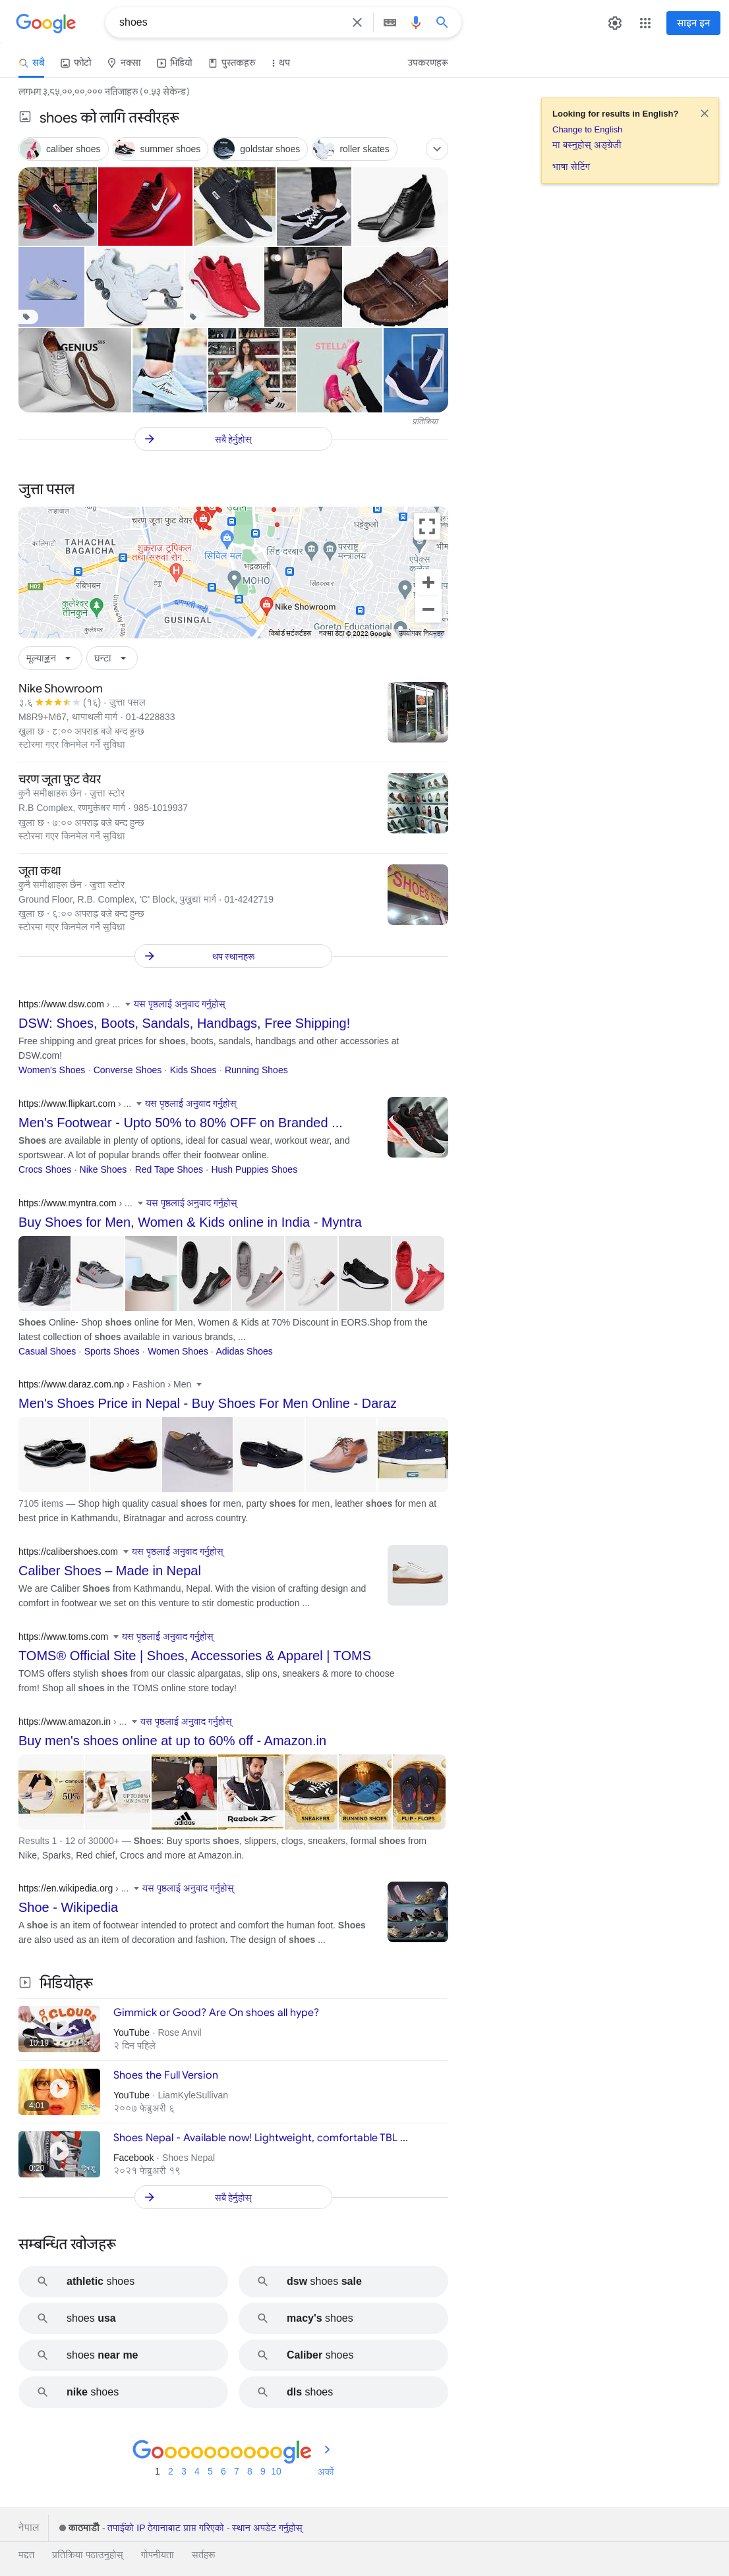 Google
shoes
साइन इन
सबै फोटो नक्सा भिडियो पुस्तकहरु थप उपकरणहरू
लगभग ३,८५,००,००,००० नतिजाहरु (०.५३ सेकेन्ड)
Looking for results in English?
Change to English
मा बस्नुहोस् अङ्ग्रेजी
भाषा सेटिंग
shoes को लागि तस्वीरहरू
caliber shoes summer shoes goldstar shoes roller skates
GENIUS
STELLA
प्रतिक्रिया
सबै हेर्नुहोस्
जुत्ता पसल
चरण जूता फुट वेयर
TAHACHAL
BAGAICHA
कालिमाटी
शुक्रराज ट्रपिकल
तथा सरुवा रोग...
सिविल मल
सिंह दरबार
परराष्ट्र
मन्त्रालय
घट्टेकुलो
भद्रकाली
MOHO
H02
रबिभवन
टेकु
सिंहदरबार
कुलेश्वर
तीनकुने
बागमती नदी
Nike Showroom
GUSINGAL
Goreto Educational
किबोर्ड सर्टकटहरू नक्सा डेटा © 2022 Google उपयोगका नियमहरू
मूल्याङ्कन घन्टा
Nike Showroom
३.६ (१६) · जुत्ता पसल
M8R9+M67, थापाथली मार्ग · 01-4228833
खुला छ · ८:०० अपराह्न बजे बन्द हुन्छ
स्टोरमा गएर किनमेल गर्ने सुविधा
चरण जूता फुट वेयर
कुनै समीक्षाहरू छैन · जुत्ता स्टोर
R.B Complex, रणमुक्तेश्वर मार्ग · 985-1019937
खुला छ · ७:०० अपराह्न बजे बन्द हुन्छ
स्टोरमा गएर किनमेल गर्ने सुविधा
जूता कथा
कुनै समीक्षाहरू छैन · जुत्ता स्टोर
Ground Floor, R.B. Complex, 'C' Block, पुखुद्यां मार्ग · 01-4242719
खुला छ · ६:०० अपराह्न बजे बन्द हुन्छ
स्टोरमा गएर किनमेल गर्ने सुविधा
थप स्थानहरू
https://www.dsw.com › ... यस पृष्ठलाई अनुवाद गर्नुहोस्
DSW: Shoes, Boots, Sandals, Handbags, Free Shipping!
Free shipping and great prices for shoes, boots, sandals, handbags and other accessories at
DSW.com!
Women's Shoes · Converse Shoes · Kids Shoes · Running Shoes
https://www.flipkart.com › ... यस पृष्ठलाई अनुवाद गर्नुहोस्
Men's Footwear - Upto 50% to 80% OFF on Branded ...
Shoes are available in plenty of options, ideal for casual wear, workout wear, and
sportswear. A lot of popular brands offer their footwear online.
Crocs Shoes · Nike Shoes · Red Tape Shoes · Hush Puppies Shoes
https://www.myntra.com › ... यस पृष्ठलाई अनुवाद गर्नुहोस्
Buy Shoes for Men, Women & Kids online in India - Myntra
Shoes Online- Shop shoes online for Men, Women & Kids at 70% Discount in EORS.Shop from the
latest collection of shoes available in various brands, ...
Casual Shoes · Sports Shoes · Women Shoes · Adidas Shoes
https://www.daraz.com.np › Fashion › Men
Men's Shoes Price in Nepal - Buy Shoes For Men Online - Daraz
7105 items — Shop high quality casual shoes for men, party shoes for men, leather shoes for men at
best price in Kathmandu, Biratnagar and across country.
https://calibershoes.com यस पृष्ठलाई अनुवाद गर्नुहोस्
Caliber Shoes – Made in Nepal
We are Caliber Shoes from Kathmandu, Nepal. With the vision of crafting design and
comfort in footwear we set on this venture to stir domestic production ...
https://www.toms.com यस पृष्ठलाई अनुवाद गर्नुहोस्
TOMS® Official Site | Shoes, Accessories & Apparel | TOMS
TOMS offers stylish shoes from our classic alpargatas, slip ons, sneakers & more to choose
from! Shop all shoes in the TOMS online store today!
https://www.amazon.in › ... यस पृष्ठलाई अनुवाद गर्नुहोस्
Buy men's shoes online at up to 60% off - Amazon.in
campus 50% adidas Reebok SNEAKERS RUNNING SHOES FLIP - FLOPS
Results 1 - 12 of 30000+ — Shoes: Buy sports shoes, slippers, clogs, sneakers, formal shoes from
Nike, Sparks, Red chief, Crocs and more at Amazon.in.
https://en.wikipedia.org › ... यस पृष्ठलाई अनुवाद गर्नुहोस्
Shoe - Wikipedia
A shoe is an item of footwear intended to protect and comfort the human foot. Shoes
are also used as an item of decoration and fashion. The design of shoes ...
भिडियोहरू
CLOUDS
10:19
Gimmick or Good? Are On shoes all hype?
YouTube · Rose Anvil
२ दिन पहिले
4:01
Shoes the Full Version
YouTube · LiamKyleSullivan
२००७ फेब्रुअरी ६
0:20
Shoes Nepal - Available now! Lightweight, comfortable TBL ...
Facebook · Shoes Nepal
२०२१ फेब्रुअरी १९
सबै हेर्नुहोस्
सम्बन्धित खोजहरू
athletic shoes dsw shoes sale
shoes usa macy's shoes
shoes near me Caliber shoes
nike shoes dls shoes
Goooooooooogle
1 2 3 4 5 6 7 8 9 10 अर्को
नेपाल काठमाडौँ - तपाईको IP ठेगानाबाट प्राप्त गरिएको - स्थान अपडेट गर्नुहोस्
मद्दत प्रतिक्रिया पठाउनुहोस् गोपनीयता सर्तहरू